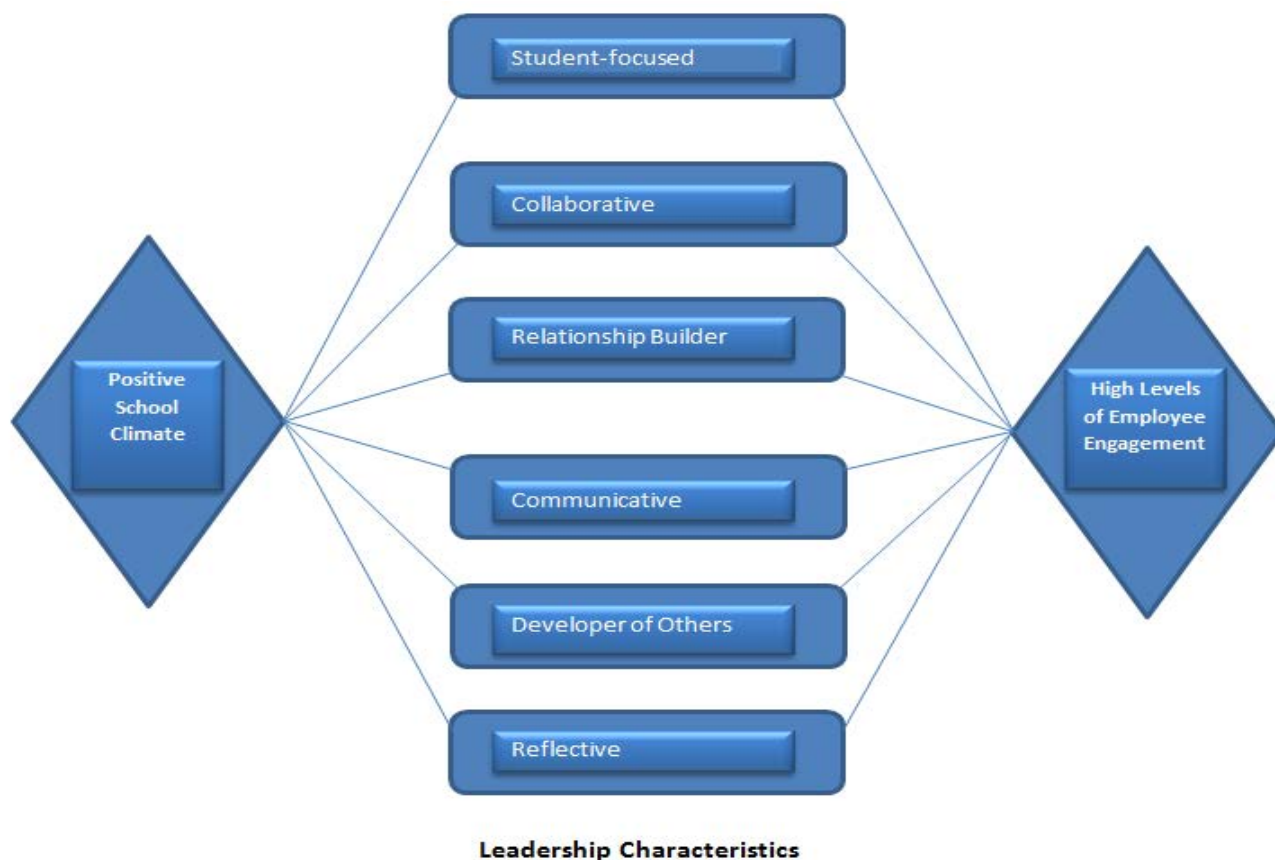 Student-focused
Collaborative
Relationship Builder
Positive
School
Climate
High Levels
of Employee
Engagement
Communicative
Developer of Others
Reflective
Leadership Characteristics